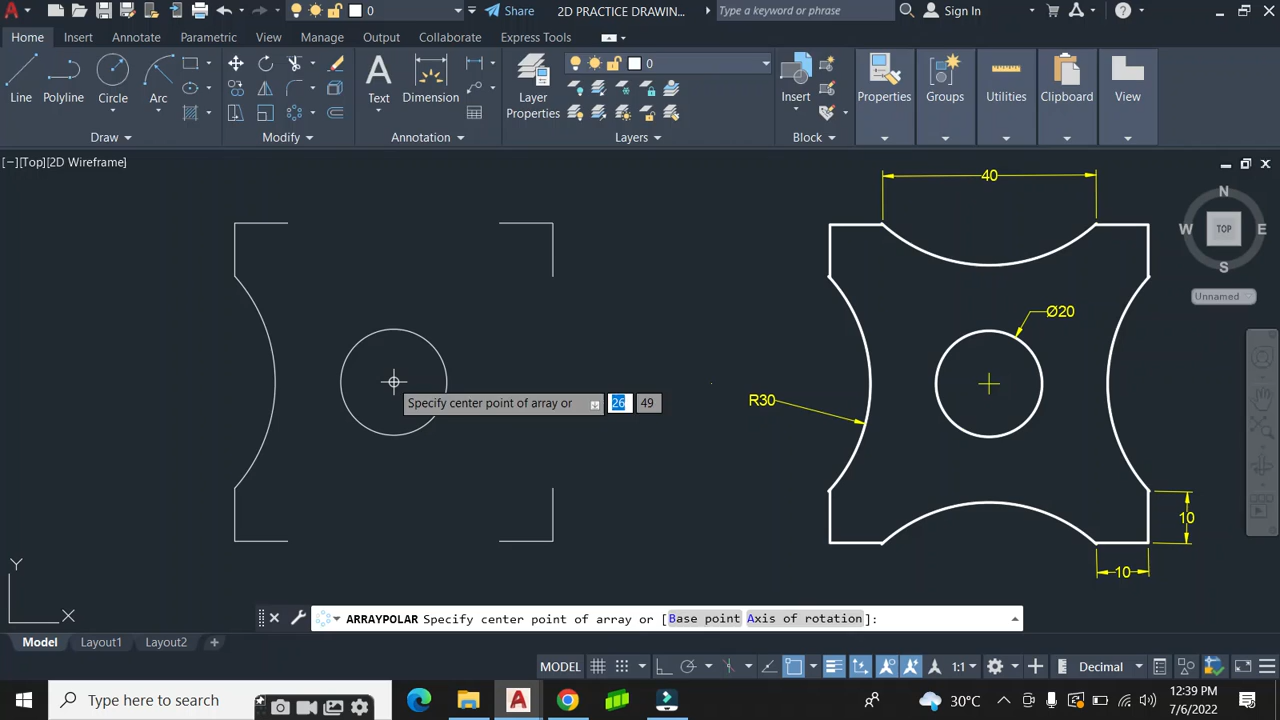 0
Share
2D PRACTICE DRAWIN...
Type a keyword or phrase
Sign In
Home
Insert
Annotate
Parametric
View
Manage
Output
Collaborate
Express Tools
Line
Polyline
Circle
Arc
Draw
Modify
Text
Dimension
Annotation
Layer
Properties
0
Layers
Insert
Block
Properties
Groups
Utilities
Clipboard
View
[−][Top][2D Wireframe]
40
Ø20
R30
10
10
N
W
TOP
E
S
Unnamed
Specify center point of array or
26
49
Y
X
ARRAYPOLAR Specify center point of array or [Base point Axis of rotation]:
Model
Layout1
Layout2
+
MODEL
1:1
Decimal
Type here to search
30°C
12:39 PM
7/6/2022